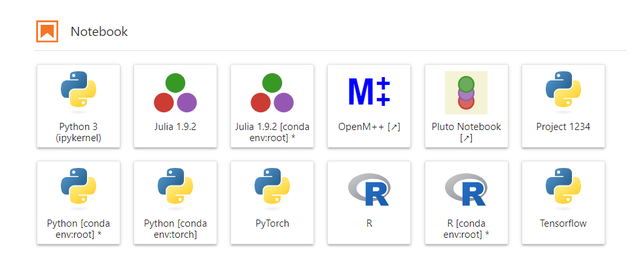 Notebook
Python 3
(ipykernel)
Julia 1.9.2
Julia 1.9.2 [conda
env:root] *
M++
OpenM++ [↗]
Pluto Notebook
[↗]
Project 1234
Python [conda
env:root] *
Python [conda
env:torch]
PyTorch
R
R
R
R [conda
env:root] *
Tensorflow